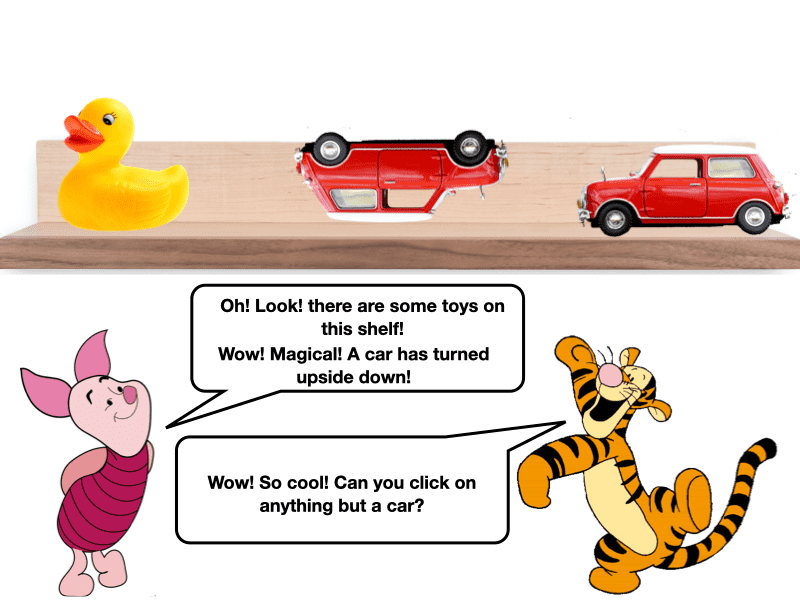 Oh! Look! there are some toys on
this shelf!
Wow! Magical! A car has turned
upside down!
Wow! So cool! Can you click on
anything but a car?